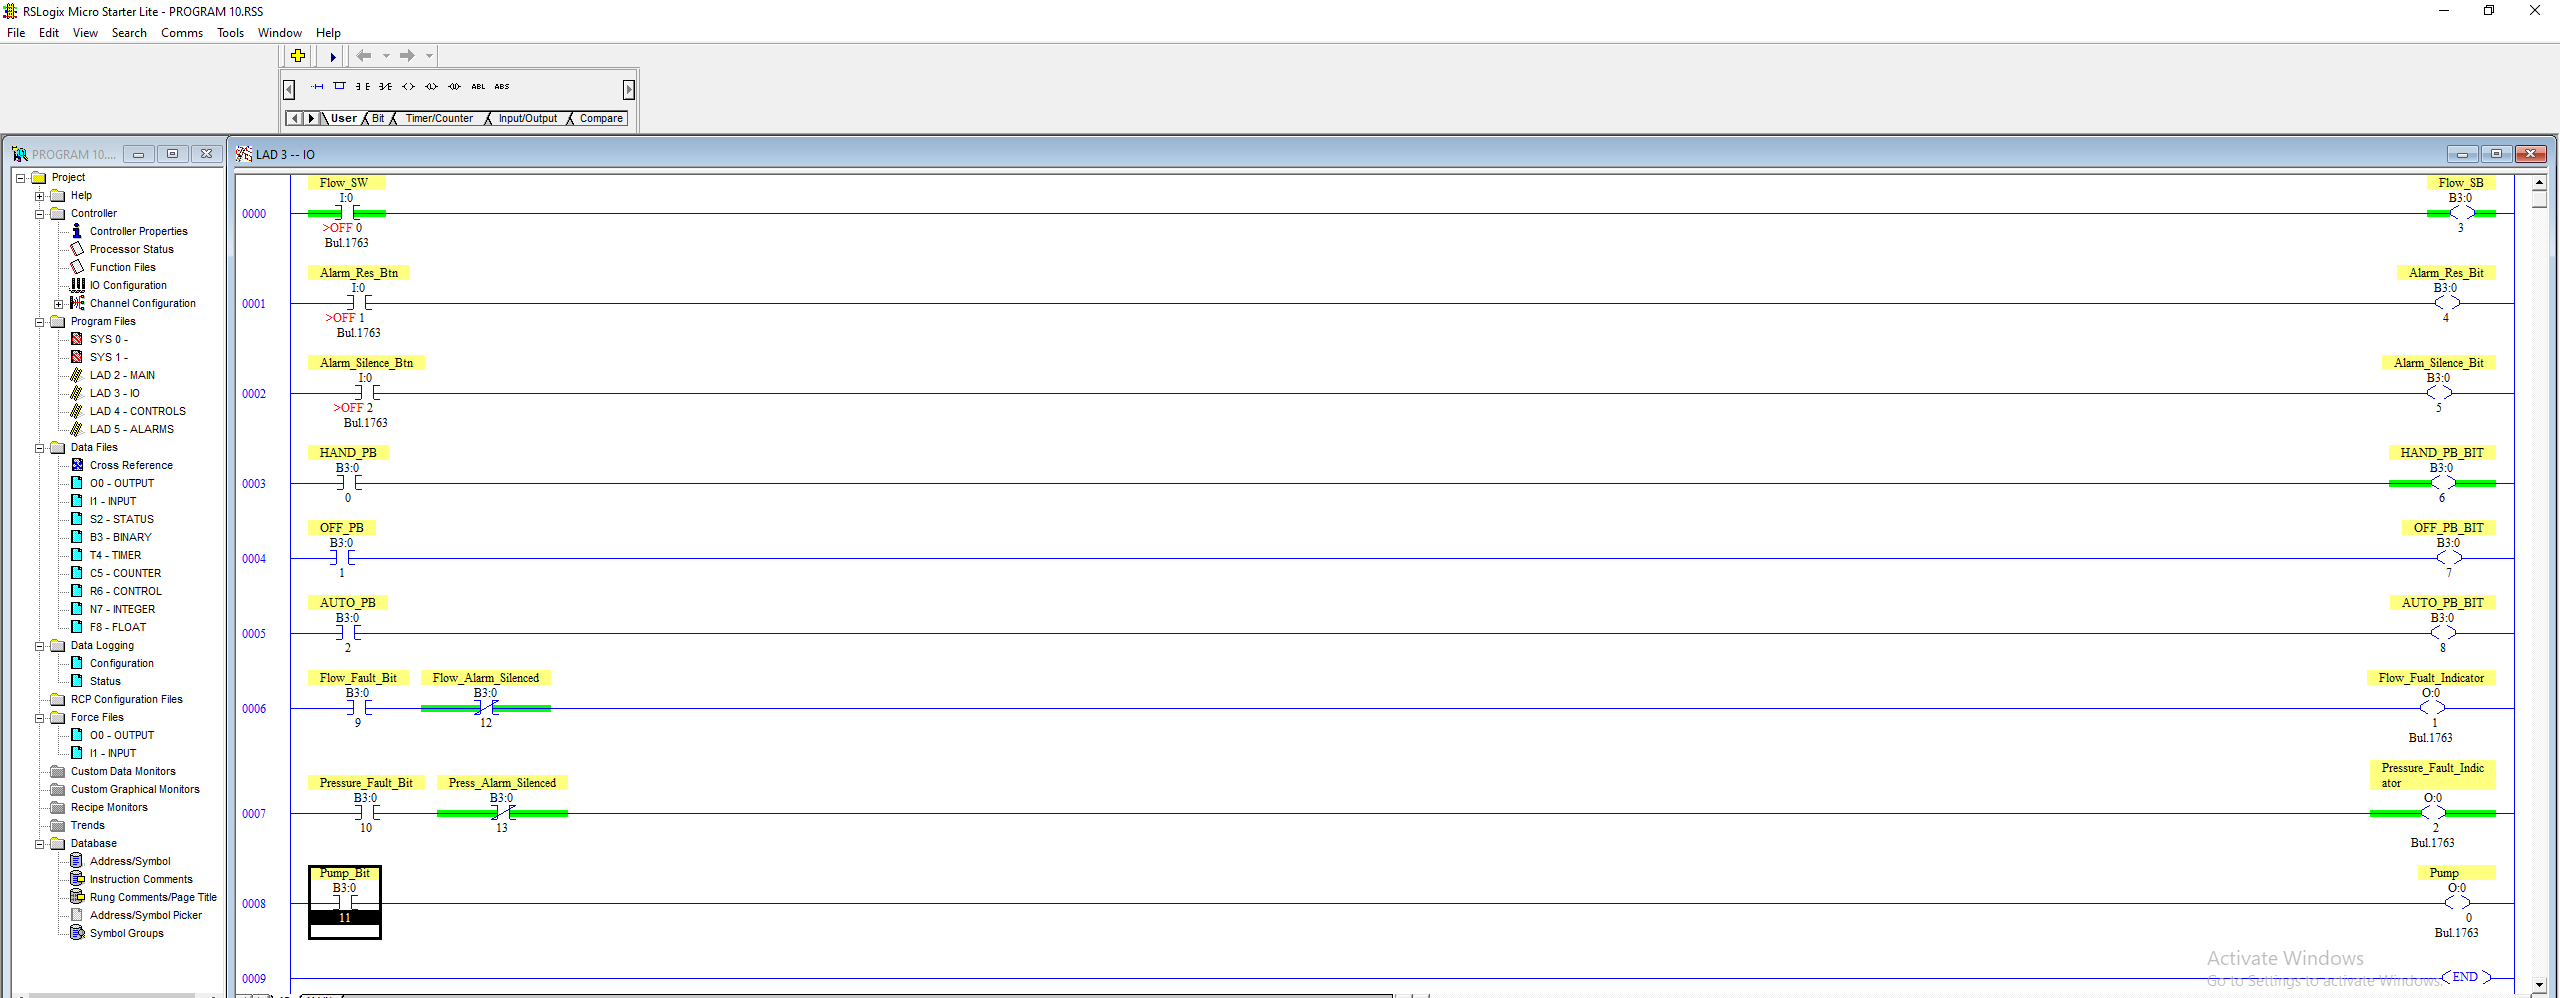 RSLogix Micro Starter Lite - PROGRAM 10.RSS
File Edit View Search Comms Tools Window Help
ABL ABS
User Bit Timer/Counter Input/Output Compare
PROGRAM 10....
Project
Help
Controller
Controller Properties
Processor Status
Function Files
IO Configuration
Channel Configuration
Program Files
SYS 0 -
SYS 1 -
LAD 2 - MAIN
LAD 3 - IO
LAD 4 - CONTROLS
LAD 5 - ALARMS
Data Files
Cross Reference
O0 - OUTPUT
I1 - INPUT
S2 - STATUS
B3 - BINARY
T4 - TIMER
C5 - COUNTER
R6 - CONTROL
N7 - INTEGER
F8 - FLOAT
Data Logging
Configuration
Status
RCP Configuration Files
Force Files
O0 - OUTPUT
I1 - INPUT
Custom Data Monitors
Custom Graphical Monitors
Recipe Monitors
Trends
Database
Address/Symbol
Instruction Comments
Rung Comments/Page Title
Address/Symbol Picker
Symbol Groups
LAD 3 -- IO
Flow_SW Flow_SB
I:0 B3:0
0000
>OFF 0 3
Bul.1763
Alarm_Res_Btn Alarm_Res_Bit
I:0 B3:0
0001
>OFF 1 4
Bul.1763
Alarm_Silence_Btn Alarm_Silence_Bit
I:0 B3:0
0002
>OFF 2 5
Bul.1763
HAND_PB HAND_PB_BIT
B3:0 B3:0
0003
0 6
OFF_PB OFF_PB_BIT
B3:0 B3:0
0004
1 7
AUTO_PB AUTO_PB_BIT
B3:0 B3:0
0005
2 8
Flow_Fault_Bit Flow_Alarm_Silenced Flow_Fualt_Indicator
B3:0 B3:0 O:0
0006
9 12 1
Bul.1763
Pressure_Fault_Indic
Pressure_Fault_Bit Press_Alarm_Silenced ator
B3:0 B3:0 O:0
0007
10 13 2
Bul.1763
Pump_Bit Pump
B3:0 O:0
0008
11 0
Bul.1763
Activate Windows
0009 END
Go to Settings to activate Windows.